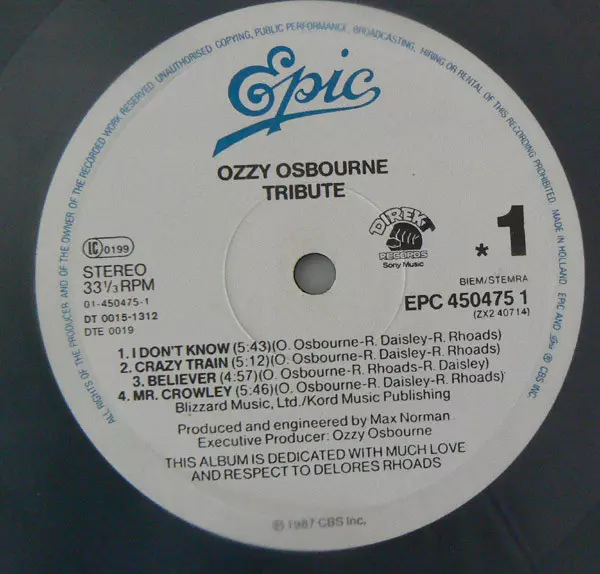 ALL RIGHTS OF THE PRODUCER AND OF THE OWNER OF THE RECORDED WORK RESERVED. UNAUTHORISED COPYING, PUBLIC PERFORMANCE, BROADCASTING, HIRING OR RENTAL OF THIS RECORDING PROHIBITED. MADE IN HOLLAND. EPIC AND ARE ℗ CBS INC.
Epic
OZZY OSBOURNE
TRIBUTE
DIREKT
RECORDS
Sony Music
* 1
LC 0199
STEREO
33 1/3 RPM
01-450475-1
DT 0015-1312
DTE 0019
BIEM/STEMRA
EPC 450475 1
(ZX2 40714)
1. I DON'T KNOW (5:43)(O. Osbourne-R. Daisley-R. Rhoads)
2. CRAZY TRAIN (5:12)(O. Osbourne-R. Daisley-R. Rhoads)
3. BELIEVER (4:57)(O. Osbourne-R. Rhoads-R. Daisley)
4. MR. CROWLEY (5:46)(O. Osbourne-R. Daisley-R. Rhoads)
Blizzard Music, Ltd./Kord Music Publishing
Produced and engineered by Max Norman
Executive Producer: Ozzy Osbourne
THIS ALBUM IS DEDICATED WITH MUCH LOVE
AND RESPECT TO DELORES RHOADS
℗ 1987 CBS Inc.